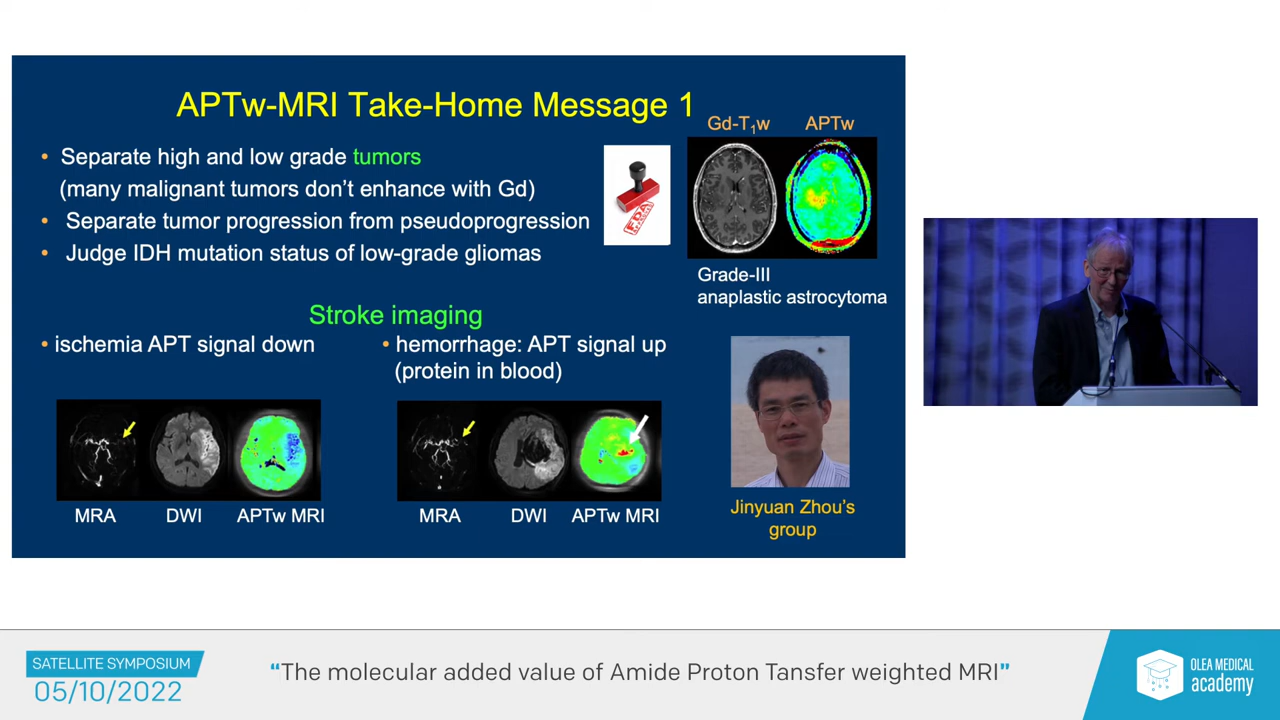 APTw-MRI Take-Home Message 1
Gd-T₁w
APTw
• Separate high and low grade tumors
(many malignant tumors don't enhance with Gd)
• Separate tumor progression from pseudoprogression
• Judge IDH mutation status of low-grade gliomas
FDA
Grade-III
anaplastic astrocytoma
Stroke imaging
• ischemia APT signal down
• hemorrhage: APT signal up
(protein in blood)
MRA
DWI
APTw MRI
MRA
DWI
APTw MRI
Jinyuan Zhou's
group
SATELLITE SYMPOSIUM
05/10/2022
“The molecular added value of Amide Proton Tansfer weighted MRI”
OLEA MEDICAL
academy